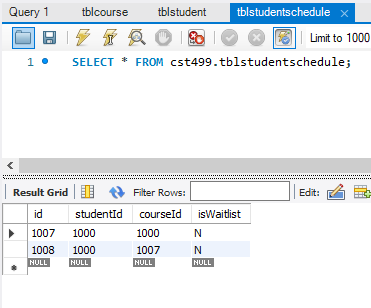 Query 1 tblcourse tblstudent tblstudentschedule ×
Limit to 1000
1 SELECT * FROM cst499.tblstudentschedule;
Result Grid Filter Rows: Edit:
id studentId courseId isWaitlist
1007 1000 1000 N
1008 1000 1007 N
NULL NULL NULL NULL